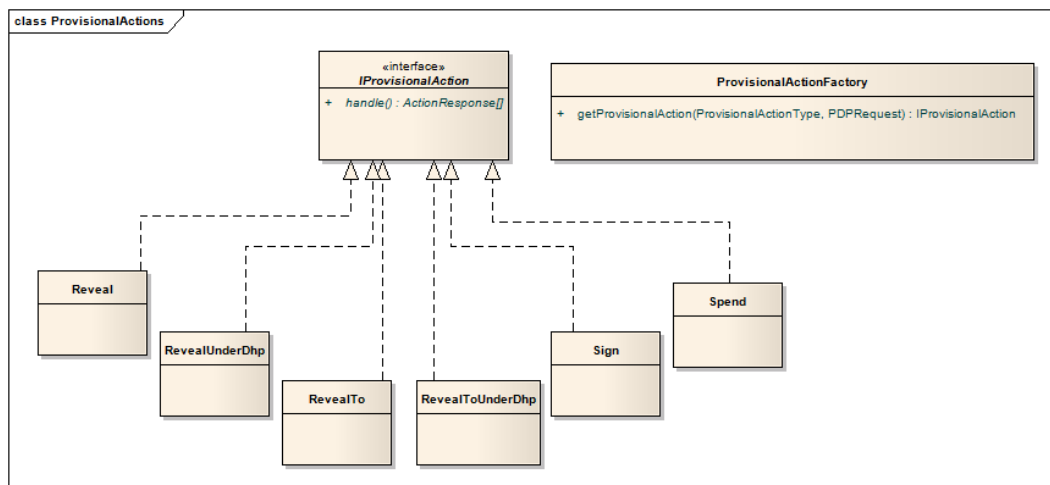 class ProvisionalActions
«interface»
IProvisionalAction
+ handle() : ActionResponse[]
ProvisionalActionFactory
+ getProvisionalAction(ProvisionalActionType, PDPRequest) : IProvisionalAction
Reveal
RevealUnderDhp
RevealTo
RevealToUnderDhp
Sign
Spend